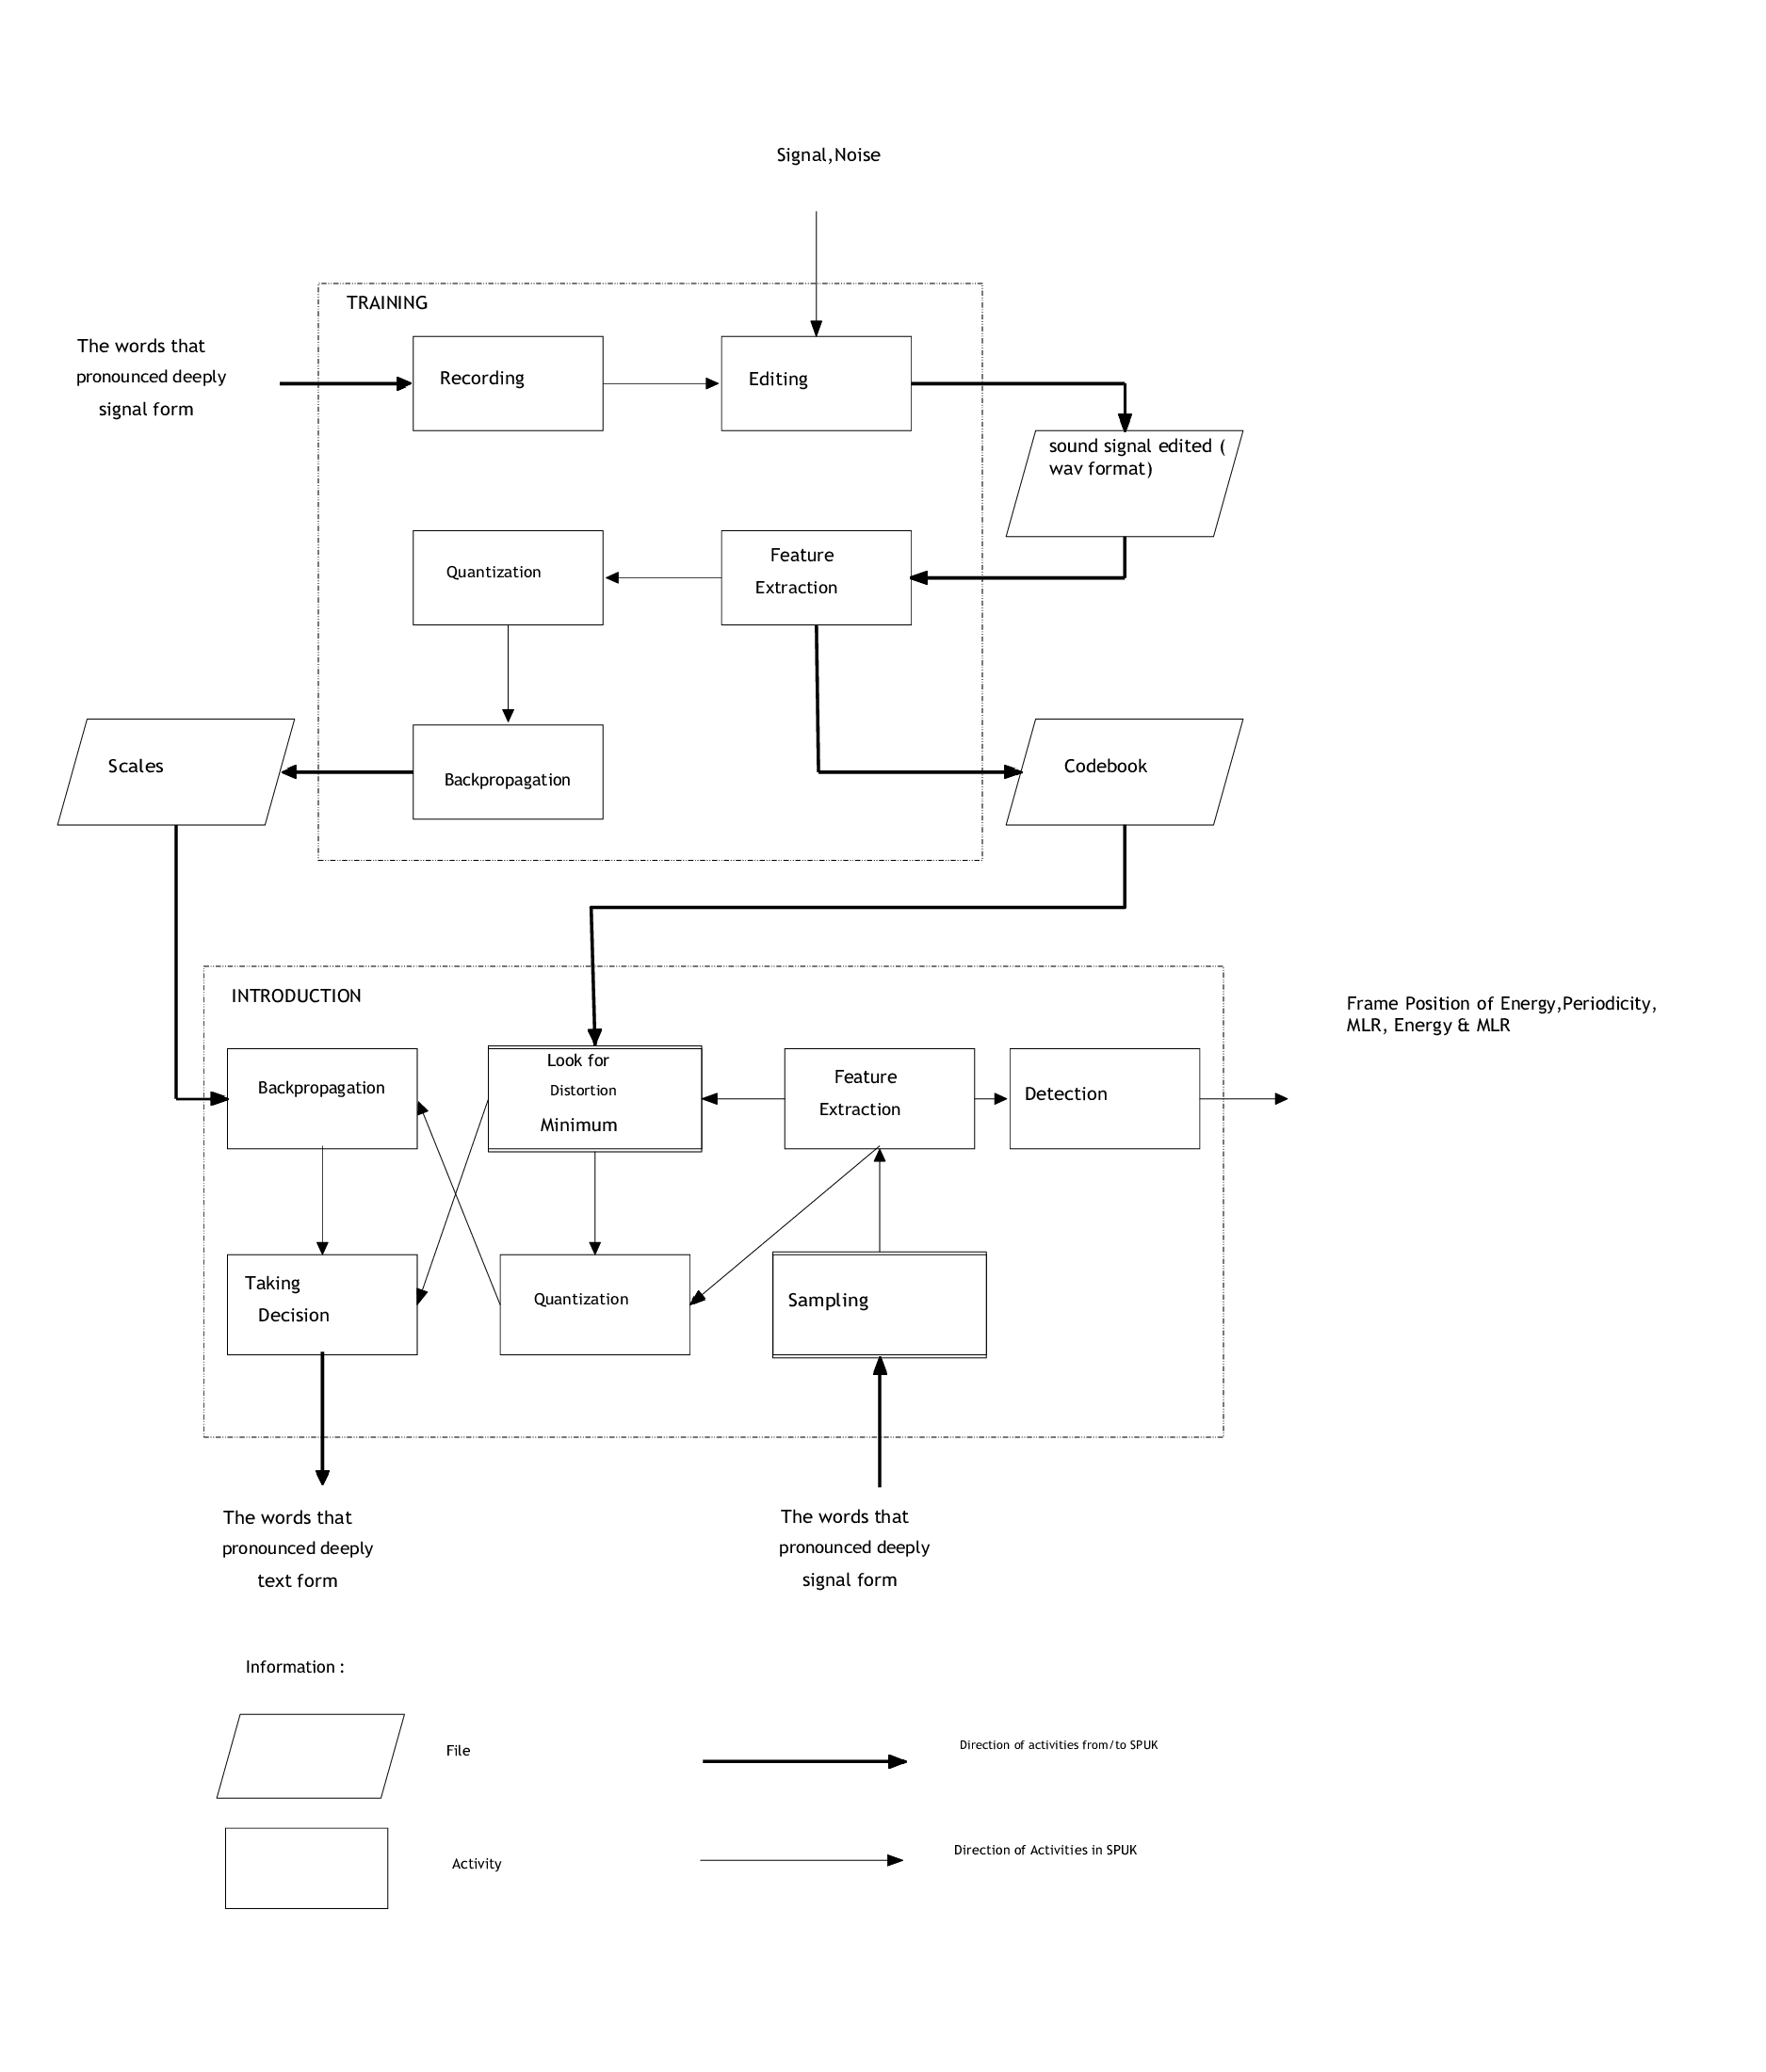 Signal,Noise
TRAINING
The words that
pronounced deeply
signal form
Recording
Editing
sound signal edited (
wav format)
Quantization
Feature
Extraction
Scales
Backpropagation
Codebook
INTRODUCTION
Frame Position of Energy,Periodicity,
MLR, Energy & MLR
Backpropagation
Look for
Distortion
Minimum
Feature
Extraction
Detection
Taking
Decision
Quantization
Sampling
The words that
pronounced deeply
text form
The words that
pronounced deeply
signal form
Information :
File
Direction of activities from/to SPUK
Activity
Direction of Activities in SPUK